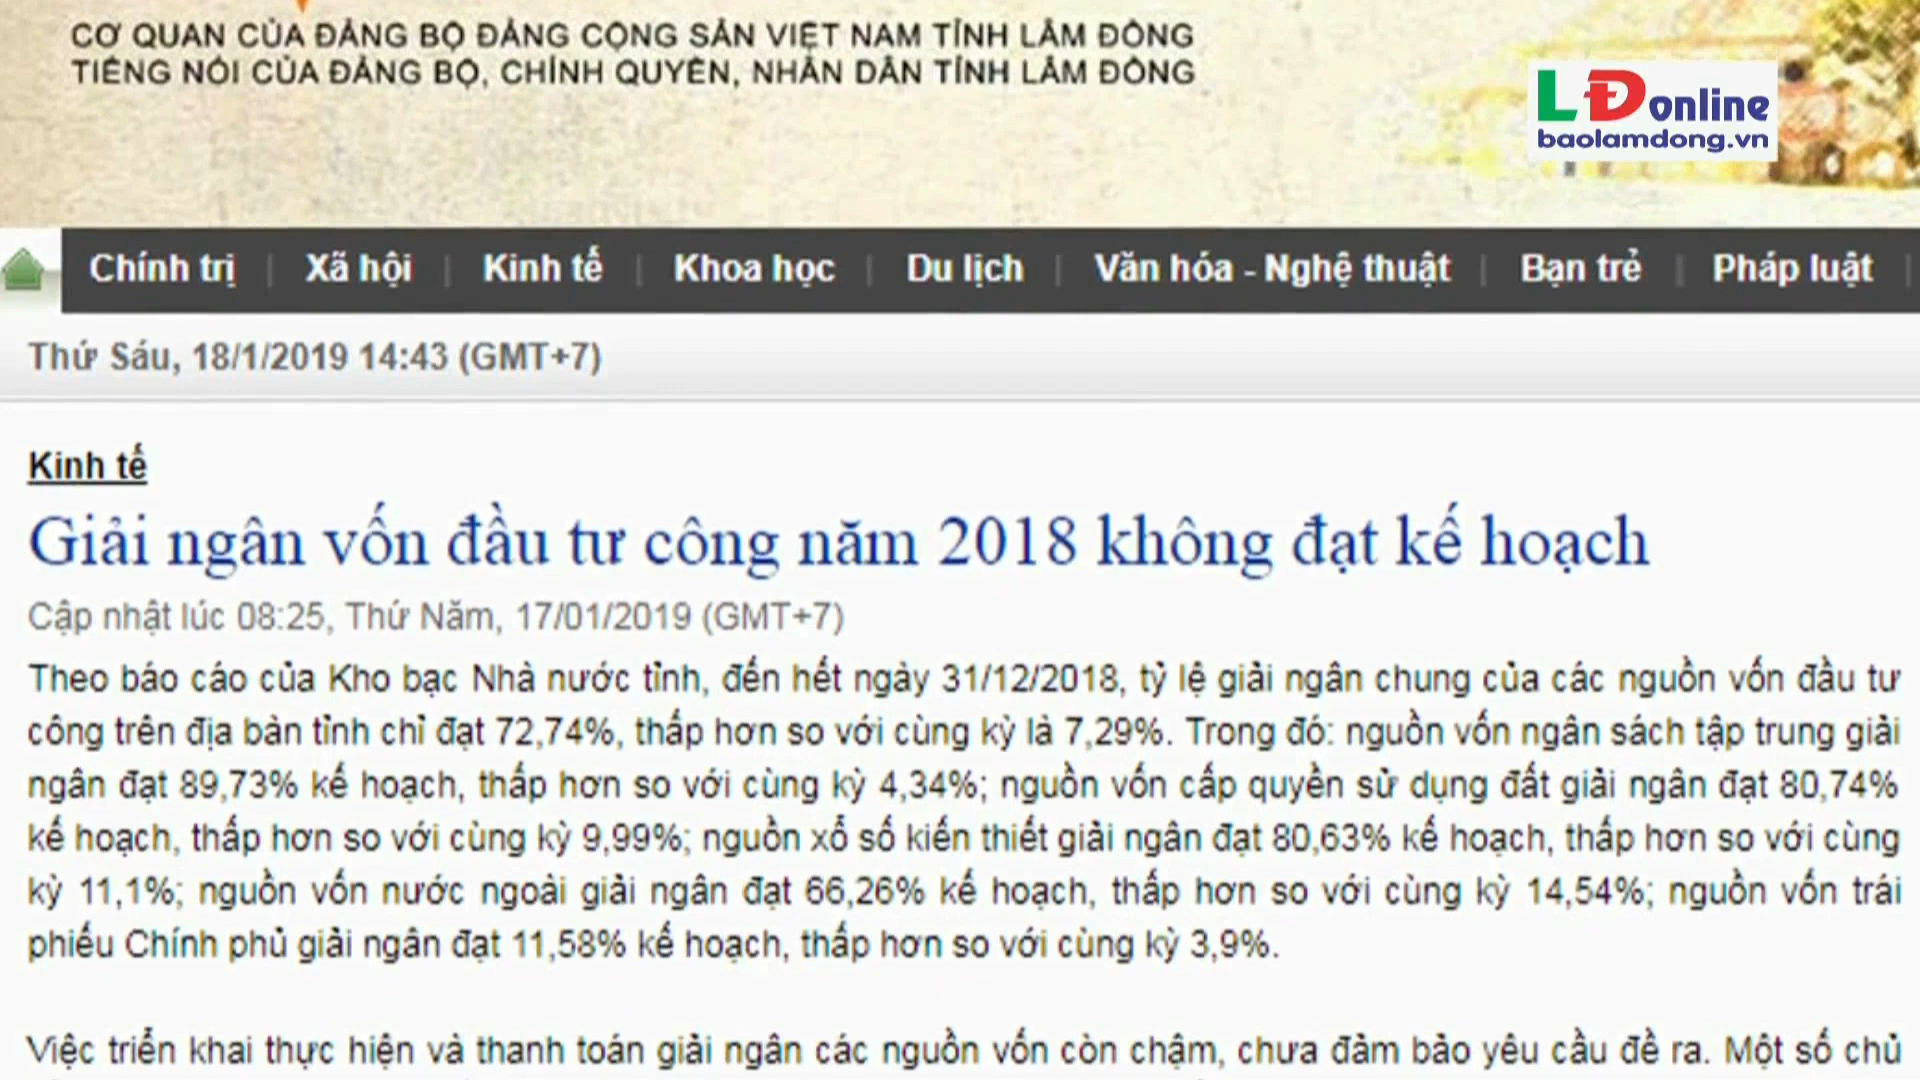 CƠ QUAN CỦA ĐẢNG BỘ ĐẢNG CỘNG SẢN VIỆT NAM TỈNH LÂM ĐỒNG
TIẾNG NÓI CỦA ĐẢNG BỘ, CHÍNH QUYỀN, NHÂN DÂN TỈNH LÂM ĐỒNG
LĐ online
baolamdong.vn
Chính trị | Xã hội | Kinh tế | Khoa học | Du lịch | Văn hóa - Nghệ thuật | Bạn trẻ | Pháp luật |
Thứ Sáu, 18/1/2019 14:43 (GMT+7)
Kinh tế
Giải ngân vốn đầu tư công năm 2018 không đạt kế hoạch
Cập nhật lúc 08:25, Thứ Năm, 17/01/2019 (GMT+7)
Theo báo cáo của Kho bạc Nhà nước tỉnh, đến hết ngày 31/12/2018, tỷ lệ giải ngân chung của các nguồn vốn đầu tư
công trên địa bàn tỉnh chỉ đạt 72,74%, thấp hơn so với cùng kỳ là 7,29%. Trong đó: nguồn vốn ngân sách tập trung giải
ngân đạt 89,73% kế hoạch, thấp hơn so với cùng kỳ 4,34%; nguồn vốn cấp quyền sử dụng đất giải ngân đạt 80,74%
kế hoạch, thấp hơn so với cùng kỳ 9,99%; nguồn xổ số kiến thiết giải ngân đạt 80,63% kế hoạch, thấp hơn so với cùng
kỳ 11,1%; nguồn vốn nước ngoài giải ngân đạt 66,26% kế hoạch, thấp hơn so với cùng kỳ 14,54%; nguồn vốn trái
phiếu Chính phủ giải ngân đạt 11,58% kế hoạch, thấp hơn so với cùng kỳ 3,9%.
Việc triển khai thực hiện và thanh toán giải ngân các nguồn vốn còn chậm, chưa đảm bảo yêu cầu đề ra. Một số chủ